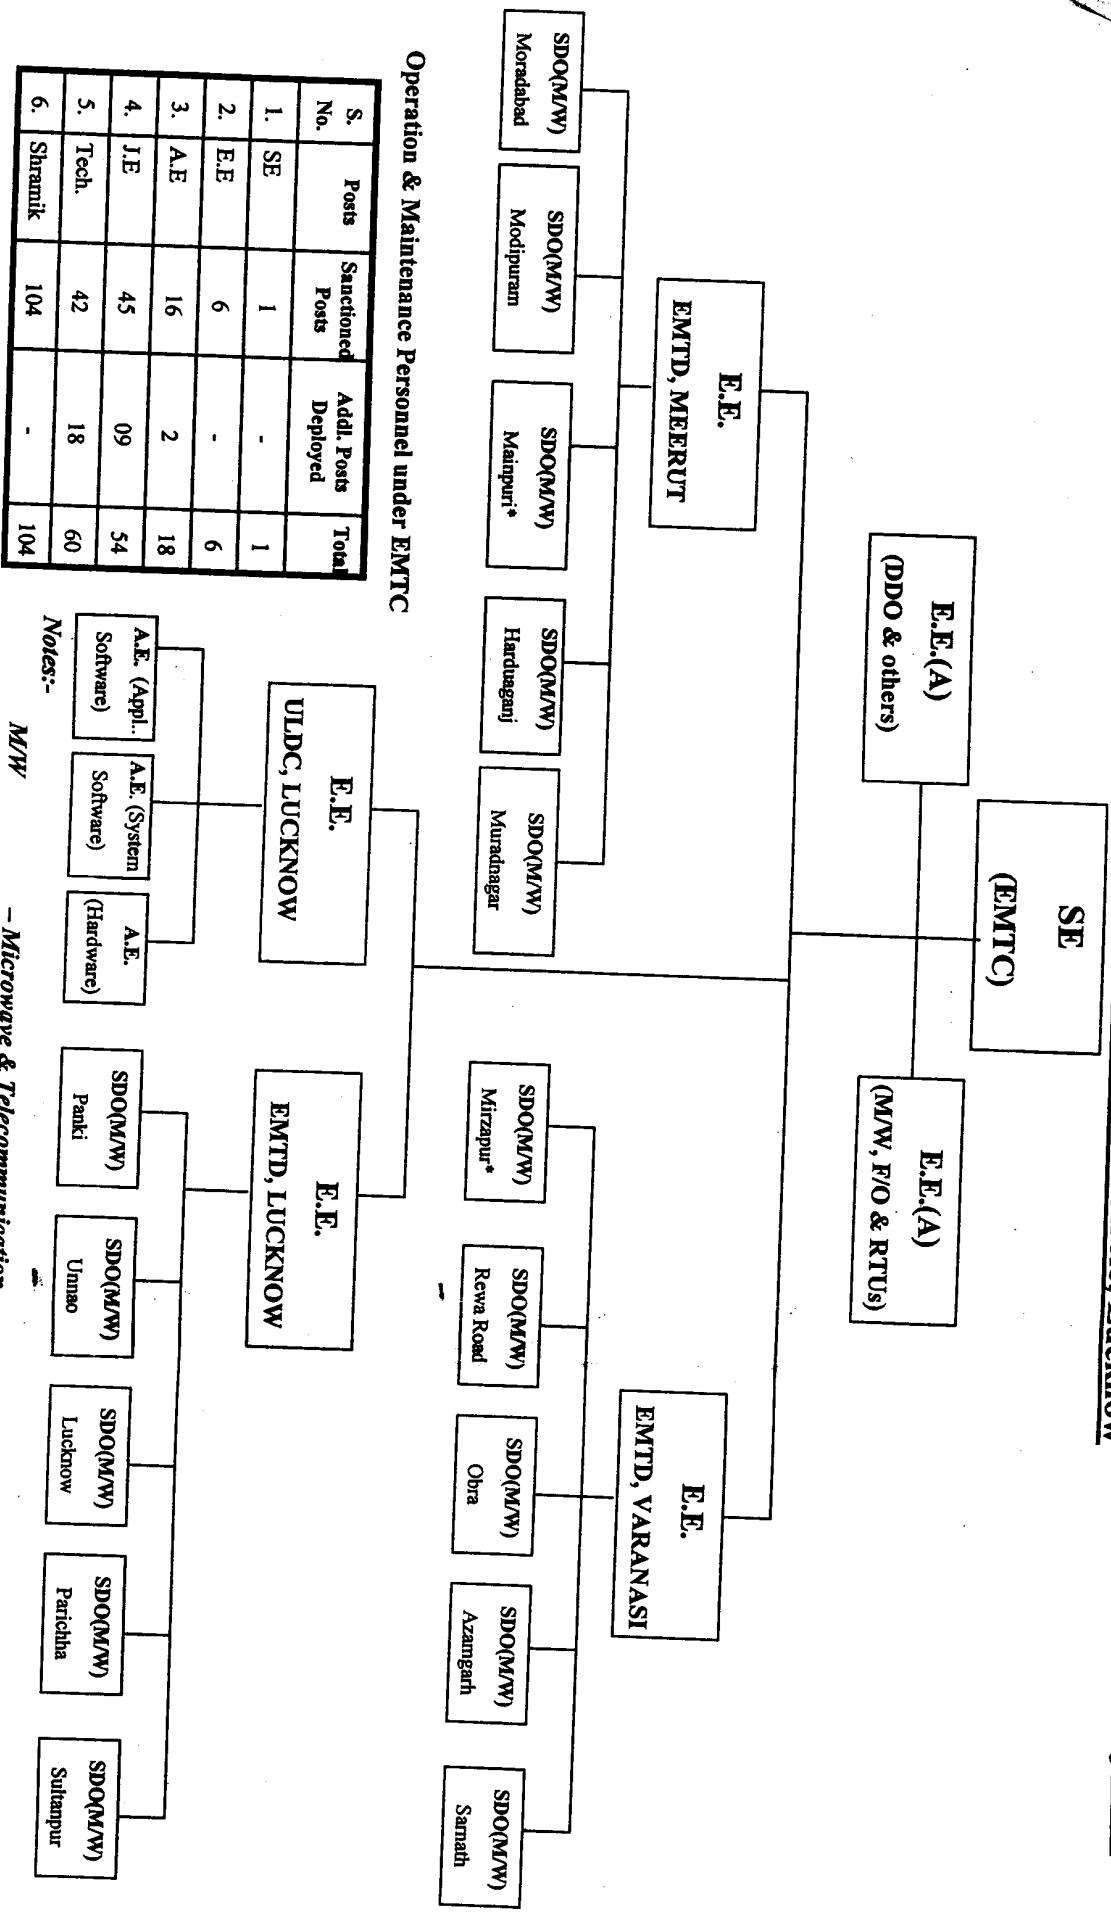 Lucknow
SE
(EMTC)
E.E.(A)
(DDO & others)
E.E.(A)
(M/W, F/O & RTUs)
E.E.
EMTD, MEERUT
E.E.
EMTD, VARANASI
SDO(M/W)
Moradabad
SDO(M/W)
Modipuram
SDO(M/W)
Mainpuri*
SDO(M/W)
Harduaganj
SDO(M/W)
Muradnagar
SDO(M/W)
Mirzapur*
SDO(M/W)
Rewa Road
SDO(M/W)
Obra
SDO(M/W)
Azamgarh
SDO(M/W)
Sarnath
E.E.
ULDC, LUCKNOW
E.E.
EMTD, LUCKNOW
A.E. (Appl..
Software)
A.E. (System
Software)
A.E.
(Hardware)
SDO(M/W)
Panki
SDO(M/W)
Unnao
SDO(M/W)
Lucknow
SDO(M/W)
Parichha
SDO(M/W)
Sultanpur
Operation & Maintenance Personnel under EMTC
S. No. Posts Sanctioned Posts Addl. Posts Deployed Total
1. SE 1 - 1
2. E.E 6 - 6
3. A.E 16 2 18
4. J.E 45 09 54
5. Tech. 42 18 60
6. Shramik 104 - 104
Notes:-
M/W – Microwave & Telecommunication